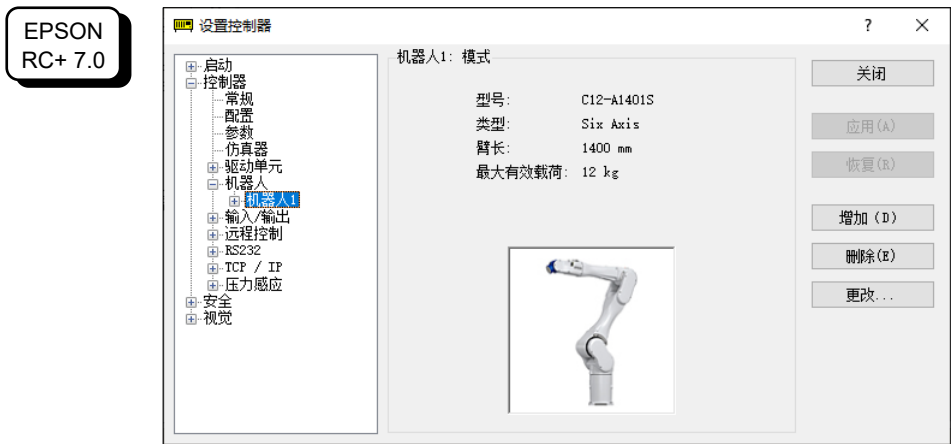 EPSON
RC+ 7.0
设置控制器
?
启动
控制器
常规
配置
参数
仿真器
驱动单元
机器人
机器人1
输入/输出
远程控制
RS232
TCP / IP
压力感应
安全
视觉
机器人1: 模式
型号: C12-A1401S
类型: Six Axis
臂长: 1400 mm
最大有效载荷: 12 kg
关闭
应用(A)
恢复(R)
增加 (D)
删除(E)
更改...